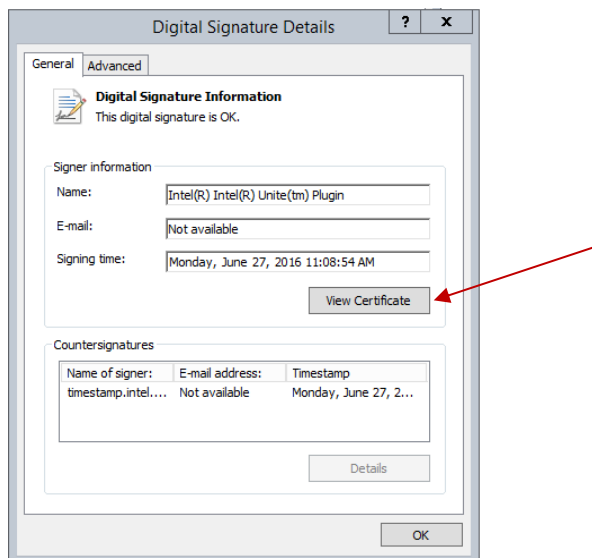 Digital Signature Details
? x
General Advanced
Digital Signature Information
This digital signature is OK.
Signer information
Name: Intel(R) Intel(R) Unite(tm) Plugin
E-mail: Not available
Signing time: Monday, June 27, 2016 11:08:54 AM
View Certificate
Countersignatures
Name of signer: E-mail address: Timestamp
timestamp.intel.... Not available Monday, June 27, 2...
Details
OK